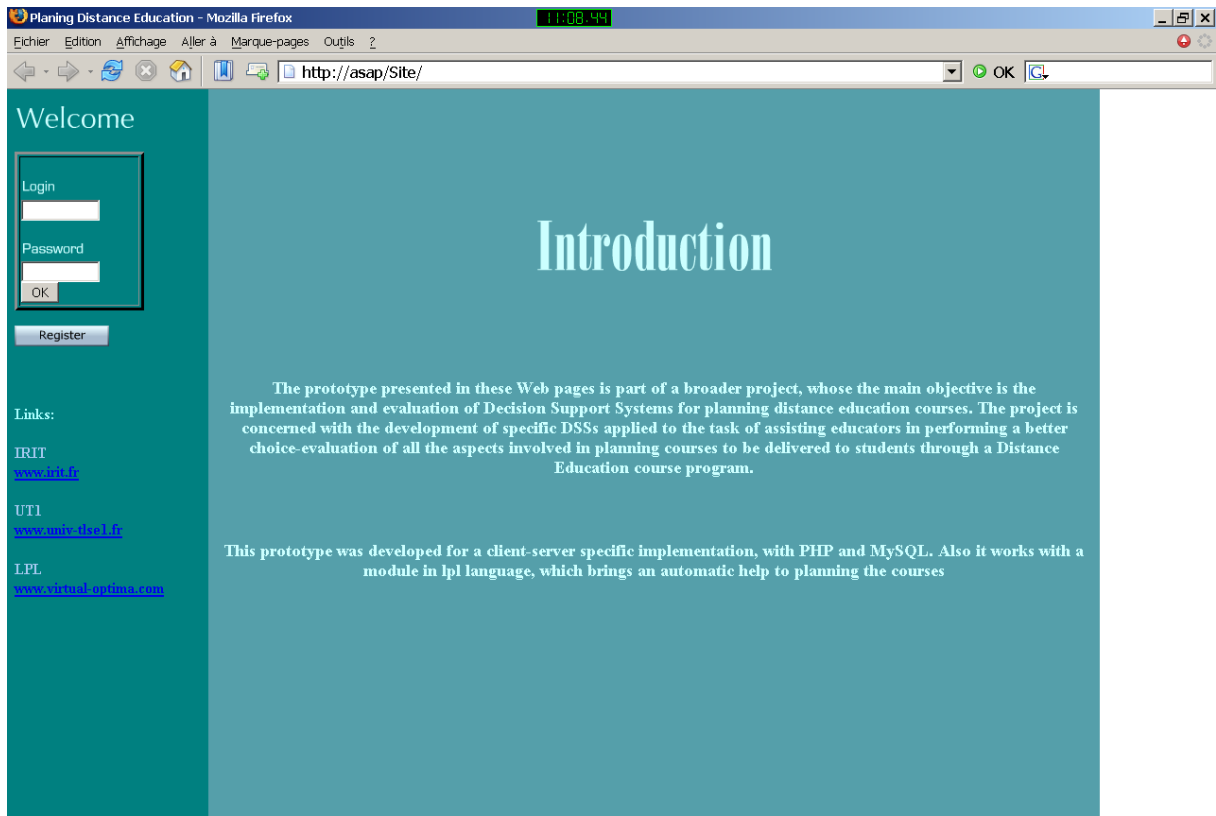 Planing Distance Education - Mozilla Firefox
11:08:44
Fichier Edition Affichage Aller à Marque-pages Outils ?
http://asap/Site/
OK
G
Welcome
Login
Password
OK
Register
Links:
IRIT
www.irit.fr
UT1
www.univ-tlse1.fr
LPL
www.virtual-optima.com
Introduction
The prototype presented in these Web pages is part of a broader project, whose the main objective is the
implementation and evaluation of Decision Support Systems for planning distance education courses. The project is
concerned with the development of specific DSSs applied to the task of assisting educators in performing a better
choice-evaluation of all the aspects involved in planning courses to be delivered to students through a Distance
Education course program.
This prototype was developed for a client-server specific implementation, with PHP and MySQL. Also it works with a
module in lpl language, which brings an automatic help to planning the courses